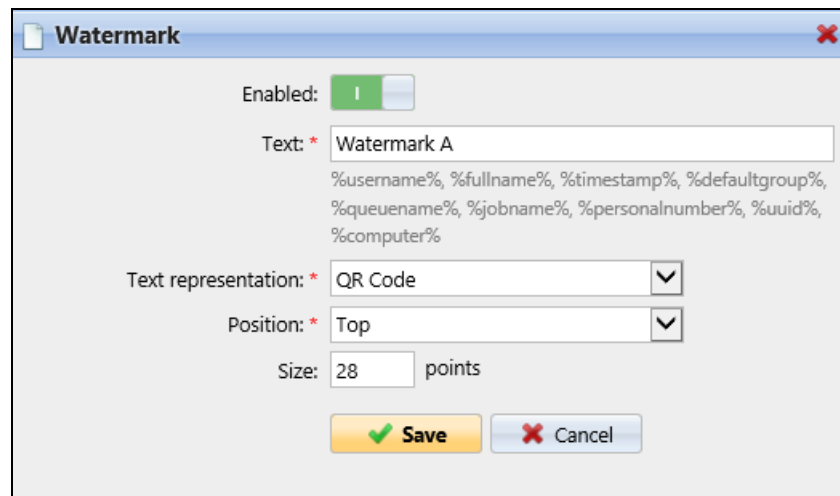 Watermark
Enabled:
I
Text: * Watermark A
%username%, %fullname%, %timestamp%, %defaultgroup%,
%queuename%, %jobname%, %personalnumber%, %uuid%,
%computer%
Text representation: * QR Code
Position: * Top
Size: 28 points
Save Cancel